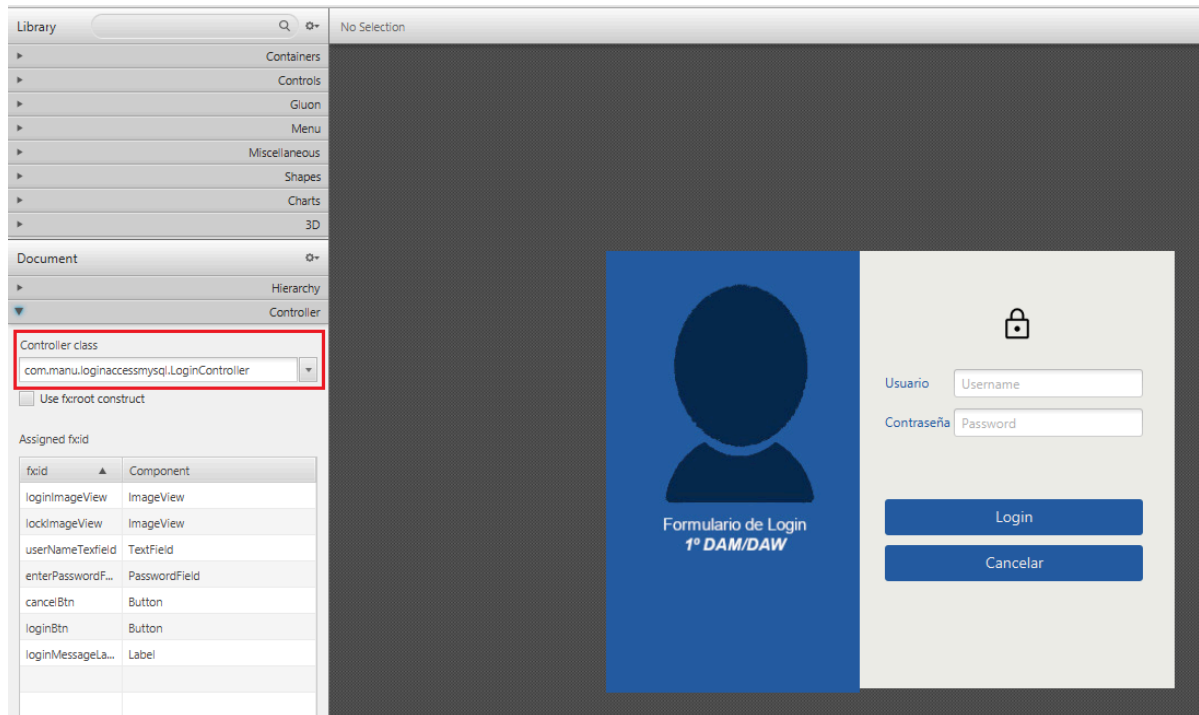 Library
No Selection
Containers
Controls
Gluon
Menu
Miscellaneous
Shapes
Charts
3D
Document
Hierarchy
Controller
Controller class
com.manu.loginaccessmysql.LoginController
Use fx:root construct
Assigned fx:id
fx:id Component
loginImageView ImageView
lockImageView ImageView
userNameTexfield TextField
enterPasswordF... PasswordField
cancelBtn Button
loginBtn Button
loginMessageLa... Label
Formulario de Login
1º DAM/DAW
Usuario Username
Contraseña Password
Login
Cancelar